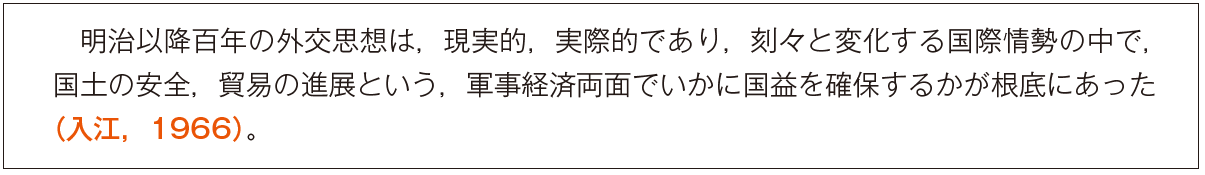 明治以降百年の外交思想は，現実的，実際的であり，刻々と変化する国際情勢の中で，
国土の安全，貿易の進展という，軍事経済両面でいかに国益を確保するかが根底にあった
（入江，1966）。